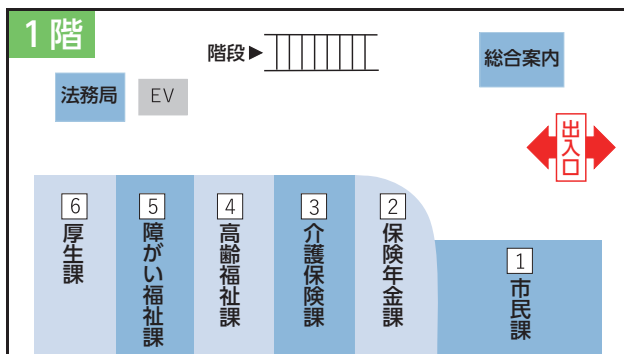 1階
階段▶
総合案内
法務局
EV
出入口
6
厚生課
5
障がい福祉課
4
高齢福祉課
3
介護保険課
2
保険年金課
1
市民課